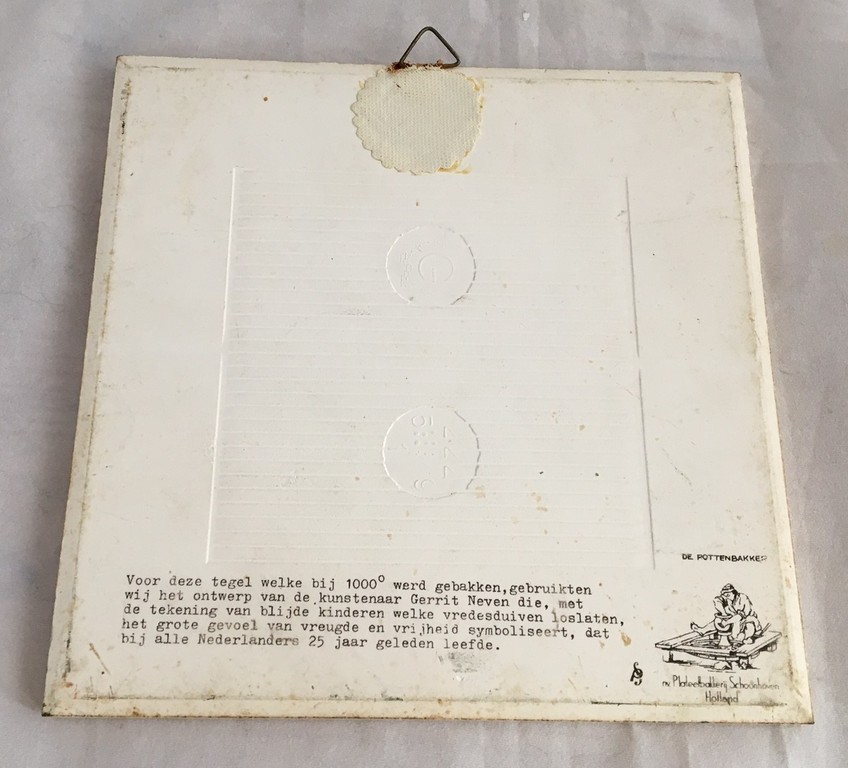 DE POTTENBAKKER
Voor deze tegel welke bij 1000° werd gebakken,gebruikten
wij het ontwerp van de kunstenaar Gerrit Neven die, met
de tekening van blijde kinderen welke vredesduiven loslaten,
het grote gevoel van vreugde en vrijheid symboliseert, dat
bij alle Nederlanders 25 jaar geleden leefde.
nv. Plateelbakkerij Schoonhoven
Holland